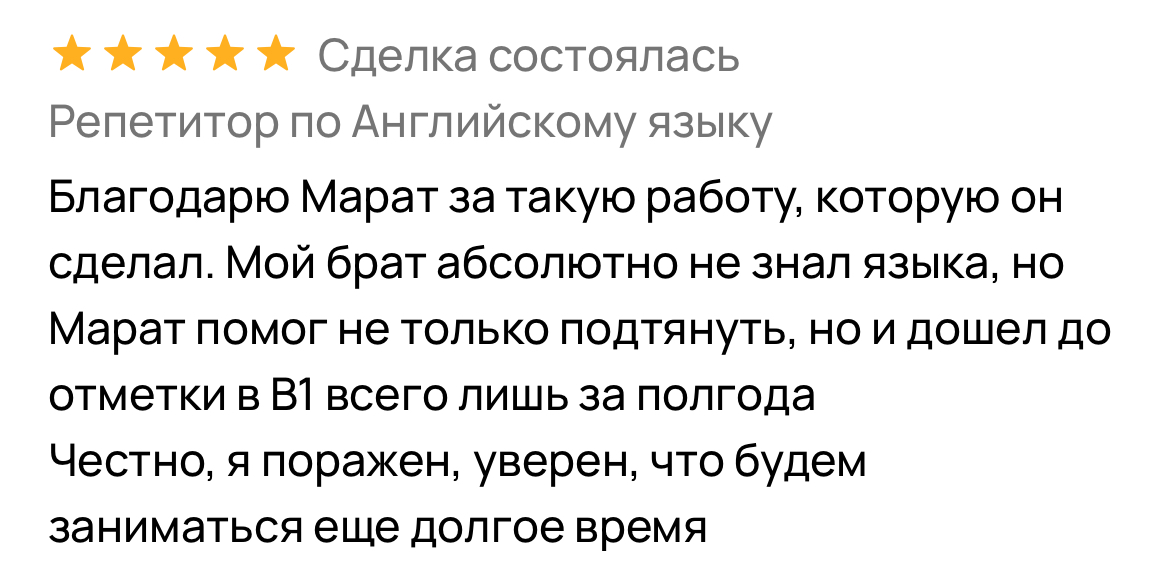 Сделка состоялась
Репетитор по Английскому языку
Благодарю Марат за такую работу, которую он
сделал. Мой брат абсолютно не знал языка, но
Марат помог не только подтянуть, но и дошел до
отметки в B1 всего лишь за полгода
Честно, я поражен, уверен, что будем
заниматься еще долгое время